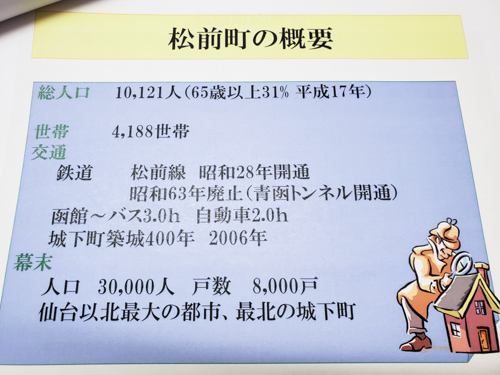 松前町の概要
総人口 10,121人(65歳以上31% 平成17年)
世帯 4,188世帯
交通
鉄道 松前線 昭和28年開通
昭和63年廃止(青函トンネル開通)
函館~バス3.0h 自動車2.0h
城下町築城400年 2006年
幕末
人口 30,000人 戸数 8,000戸
仙台以北最大の都市、最北の城下町